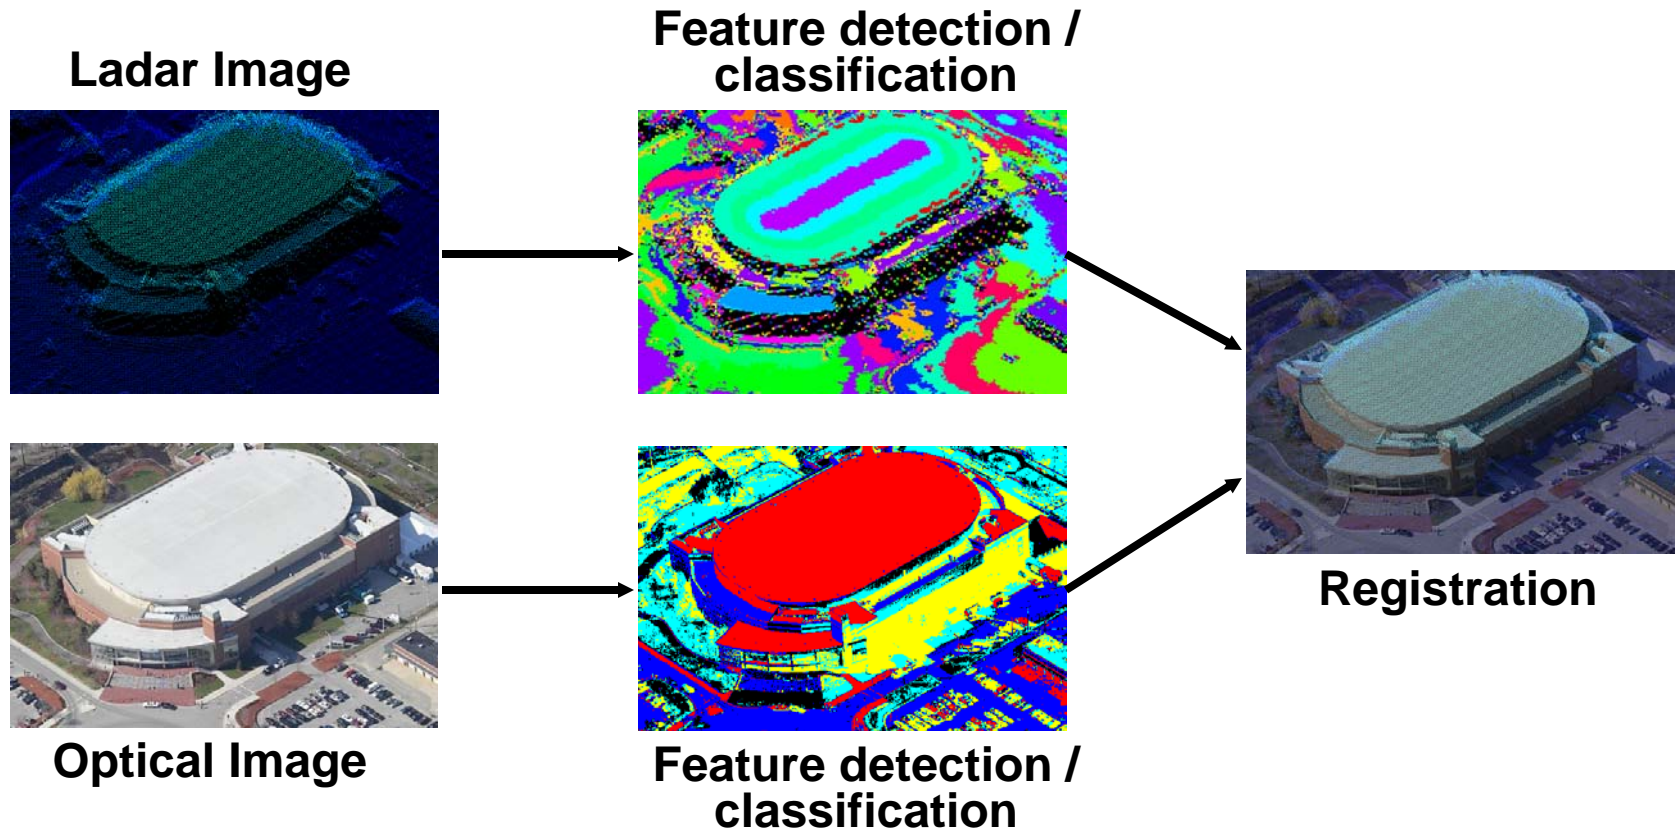 Ladar Image
Feature detection /
classification
Optical Image
Feature detection /
classification
Registration